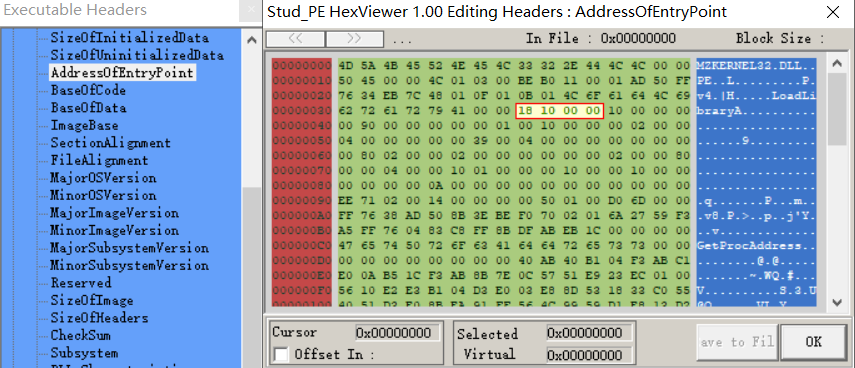 Executable Headers
Stud_PE HexViewer 1.00 Editing Headers : AddressOfEntryPoint
SizeOfInitializedData
SizeOfUninitializedData
AddressOfEntryPoint
BaseOfCode
BaseOfData
ImageBase
SectionAlignment
FileAlignment
MajorOSVersion
MinorOSVersion
MajorImageVersion
MinorImageVersion
MajorSubsystemVersion
MinorSubsystemVersion
Reserved
SizeOfImage
SizeOfHeaders
CheckSum
Subsystem
<< >> ... In File : 0x00000000 Block Size :
00000000 4D 5A 4B 45 52 4E 45 4C 33 32 2E 44 4C 4C 00 00 MZKERNEL32.DLL..
00000010 50 45 00 00 4C 01 03 00 BE B0 11 00 01 AD 50 FF PE..L.........P.
00000020 76 34 EB 7C 48 01 0F 01 0B 01 4C 6F 61 64 4C 69 v4.|H.....LoadLi
00000030 62 72 61 72 79 41 00 00 18 10 00 00 10 00 00 00 braryA..........
00000040 00 90 00 00 00 00 01 00 10 00 00 00 02 00 00 ................
00000050 04 00 00 00 00 00 39 00 04 00 00 00 00 00 00 00 ......9.........
00000060 00 80 02 00 00 02 00 00 00 00 00 00 02 00 00 80 ................
00000070 00 00 04 00 00 10 01 00 00 10 00 00 10 00 00 ................
00000080 00 00 00 00 00 0A 00 00 00 00 00 00 00 00 00 00 ................
00000090 EE 71 02 00 14 00 00 00 00 50 01 00 D0 6D 00 00 .q.......P...m..
000000A0 FF 76 38 AD 50 8B 3E BE F0 70 02 01 6A 27 59 F3 .v8.P.>..p..j'Y.
000000B0 A5 FF 76 04 83 C8 FF 8B DF AB EB 1C 00 00 00 00 ..v.............
000000C0 47 65 74 50 72 6F 63 41 64 64 72 65 73 73 00 00 GetProcAddress..
000000D0 00 00 00 00 00 00 00 00 40 AB 40 B1 04 F3 AB C1 ........@.@.....
000000E0 E0 0A B5 1C F3 AB 8B 7E 0C 57 51 E9 23 EC 01 00 .......~.WQ.#...
000000F0 56 10 E2 E3 B1 04 D3 E0 03 E8 8D 53 18 33 C0 55 V..........S.3.U
Cursor 0x00000000
Offset In :
Selected 0x00000000
Virtual 0x00000000
ave to Fil
OK